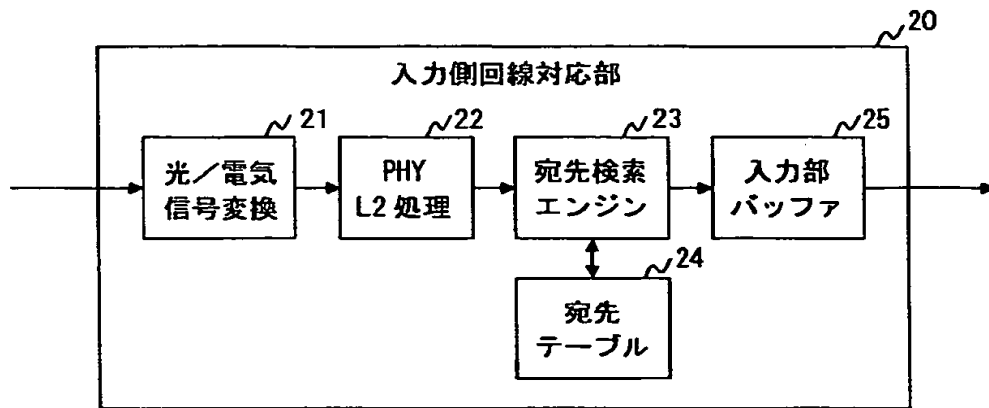 20
入力側回線対応部
21
光／電気
信号変換
22
PHY
L2処理
23
宛先検索
エンジン
25
入力部
バッファ
24
宛先
テーブル